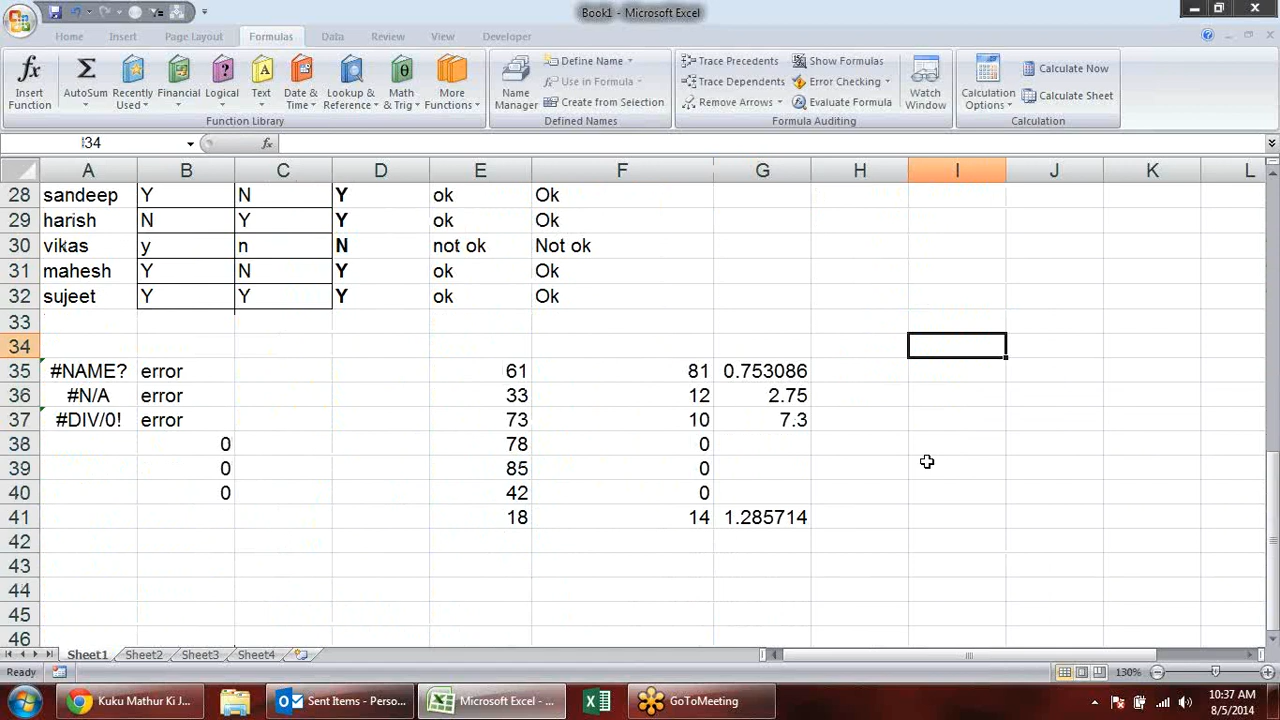 Book1 - Microsoft Excel
Home Insert Page Layout Formulas Data Review View Developer
Insert Function
AutoSum
Recently Used
Financial
Logical
Text
Date & Time
Lookup & Reference
Math & Trig
More Functions
Function Library
Name Manager
Define Name
Use in Formula
Create from Selection
Defined Names
Trace Precedents
Trace Dependents
Remove Arrows
Show Formulas
Error Checking
Evaluate Formula
Formula Auditing
Watch Window
Calculation Options
Calculate Now
Calculate Sheet
Calculation
I34 fx
A B C D E F G H I J K L
28 sandeep Y N Y ok Ok
29 harish N Y Y ok Ok
30 vikas y n N not ok Not ok
31 mahesh Y N Y ok Ok
32 sujeet Y Y Y ok Ok
33
34
35 #NAME? error 61 81 0.753086
36 #N/A error 33 12 2.75
37 #DIV/0! error 73 10 7.3
38 0 78 0
39 0 85 0
40 0 42 0
41 18 14 1.285714
42
43
44
45
46
Sheet1 Sheet2 Sheet3 Sheet4
Ready 130%
Kuku Mathur Ki J... Sent Items - Perso... Microsoft Excel - ... GoToMeeting 10:37 AM
8/5/2014